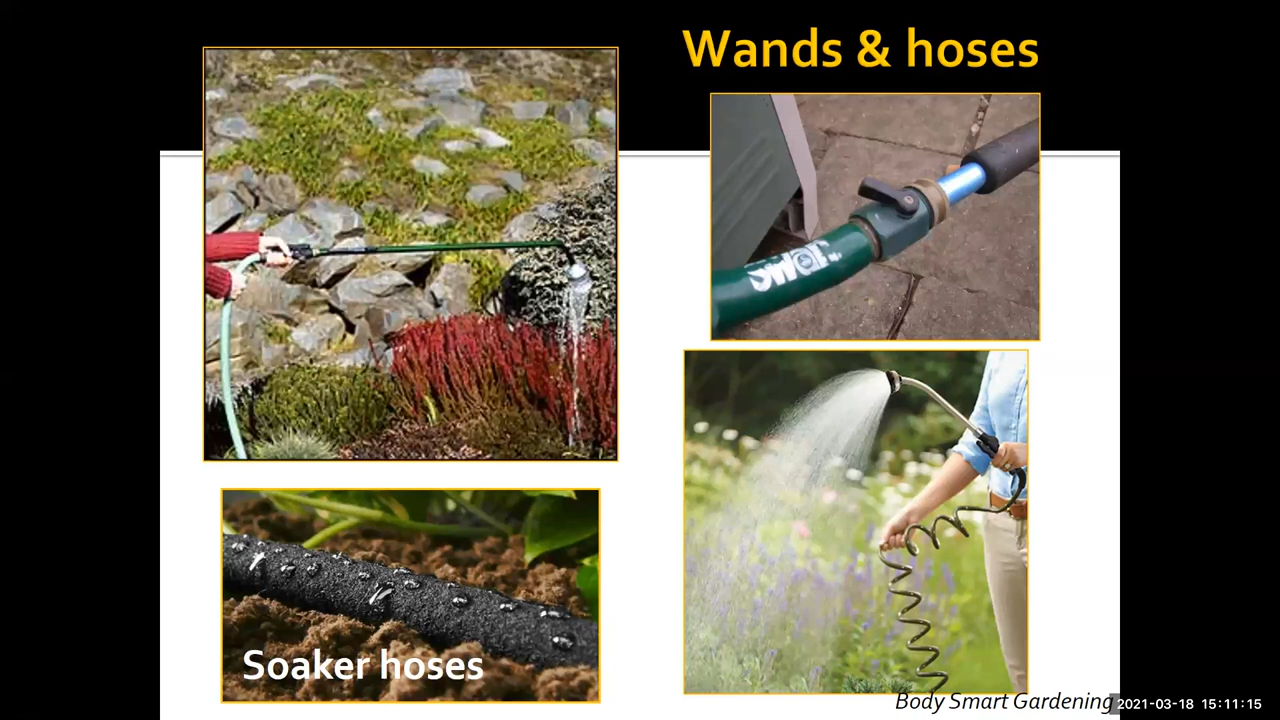 Wands & hoses
Soaker hoses
Body Smart Gardening
2021-03-18 15:11:15